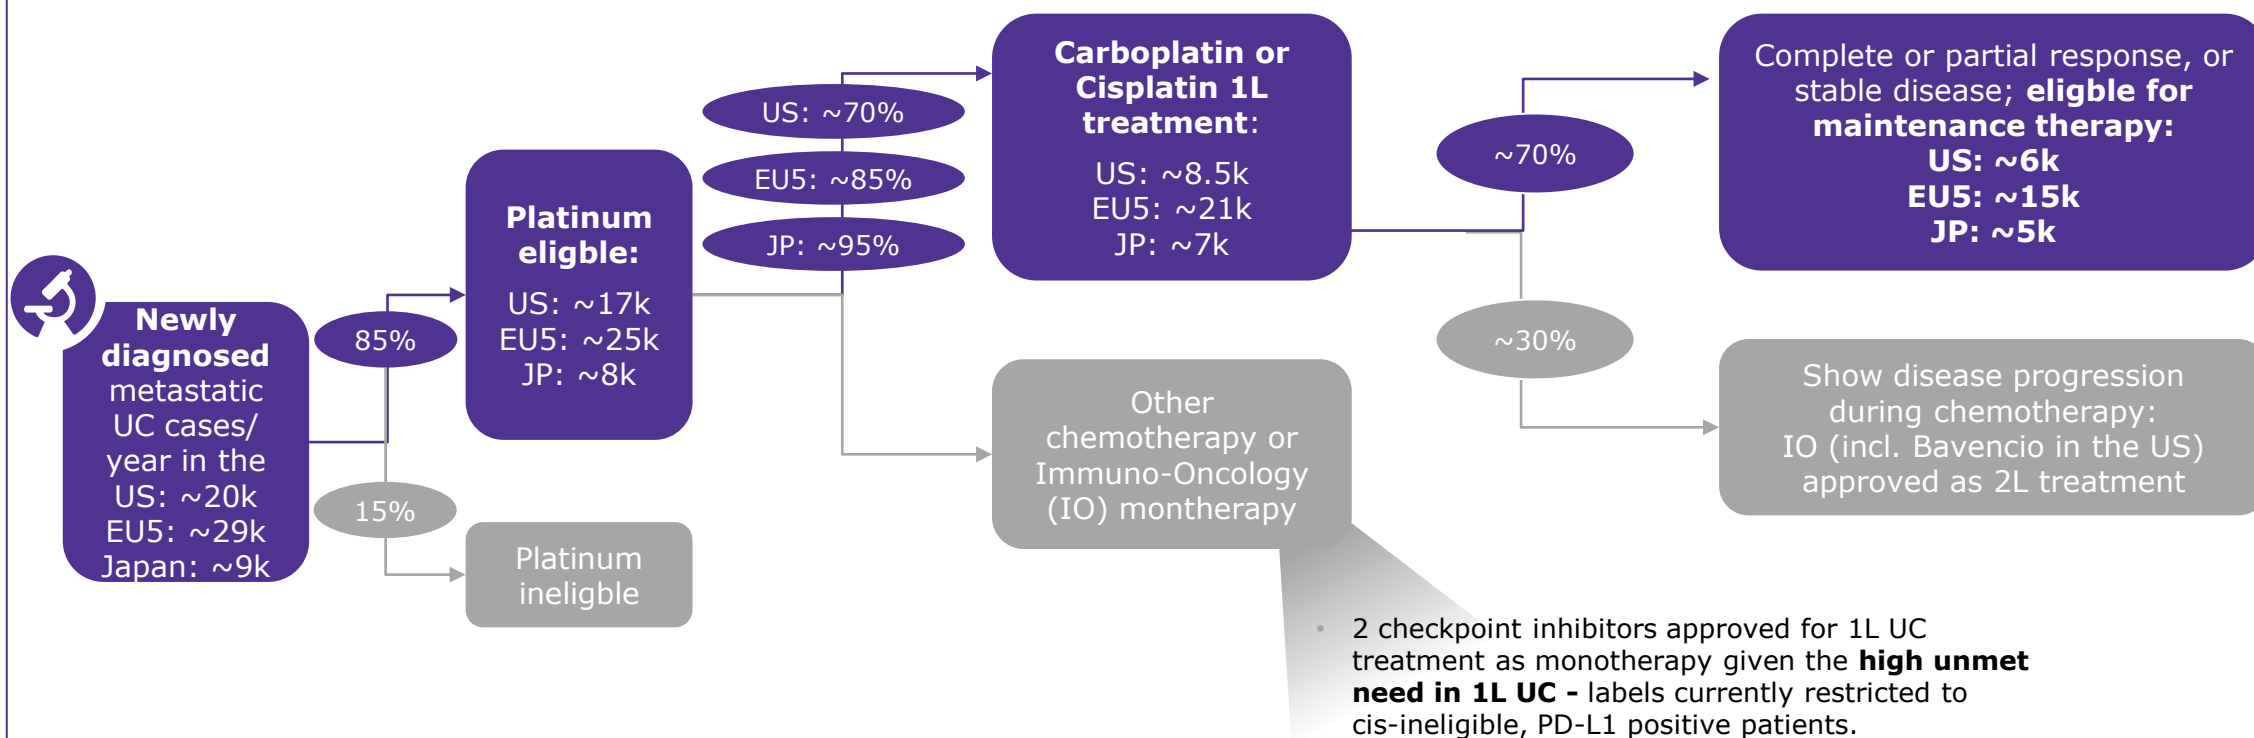 Newly
diagnosed
metastatic
UC cases/
year in the
US: ~20k
EU5: ~29k
Japan: ~9k
85%
15%
Platinum
eligble:
US: ~17k
EU5: ~25k
JP: ~8k
Platinum
ineligble
US: ~70%
EU5: ~85%
JP: ~95%
Carboplatin or
Cisplatin 1L
treatment:
US: ~8.5k
EU5: ~21k
JP: ~7k
Other
chemotherapy or
Immuno-Oncology
(IO) montherapy
~70%
~30%
Complete or partial response, or
stable disease; eligble for
maintenance therapy:
US: ~6k
EU5: ~15k
JP: ~5k
Show disease progression
during chemotherapy:
IO (incl. Bavencio in the US)
approved as 2L treatment
• 2 checkpoint inhibitors approved for 1L UC
treatment as monotherapy given the high unmet
need in 1L UC - labels currently restricted to
cis-ineligible, PD-L1 positive patients.